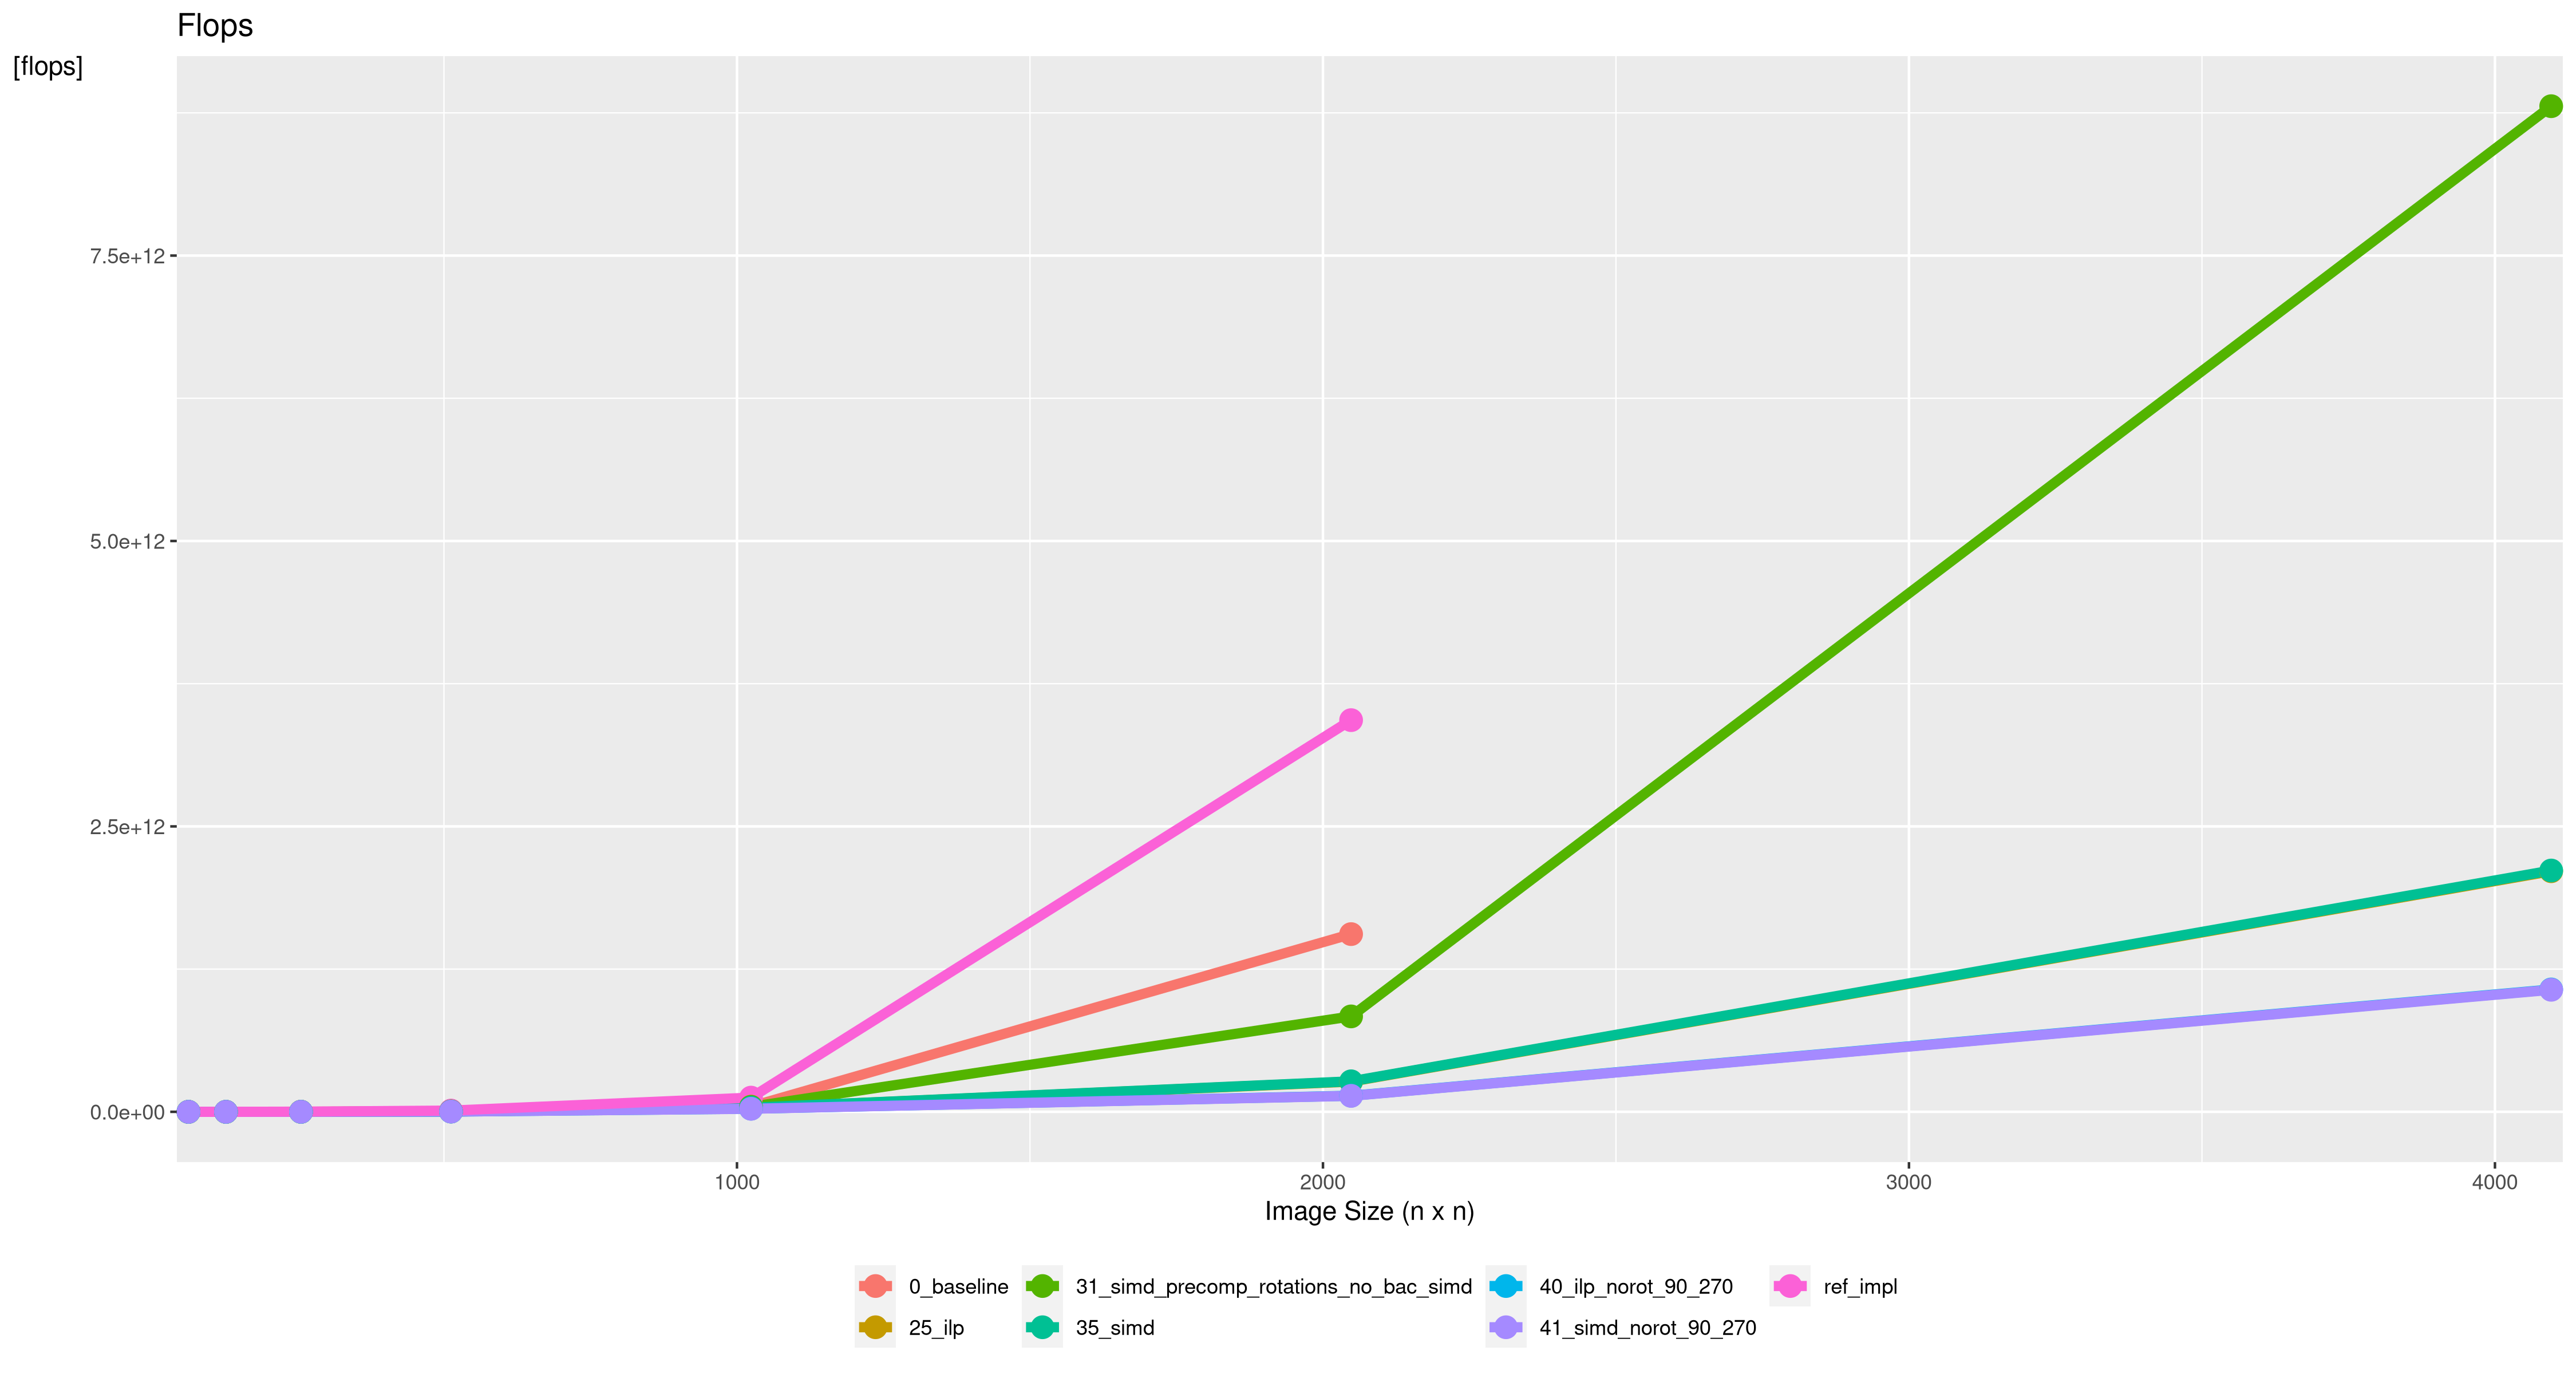 Flops
[flops]
7.5e+12
5.0e+12
2.5e+12
0.0e+00
1000 2000 3000 4000
Image Size (n x n)
0_baseline 31_simd_precomp_rotations_no_bac_simd 40_ilp_norot_90_270 ref_impl
25_ilp 35_simd 41_simd_norot_90_270